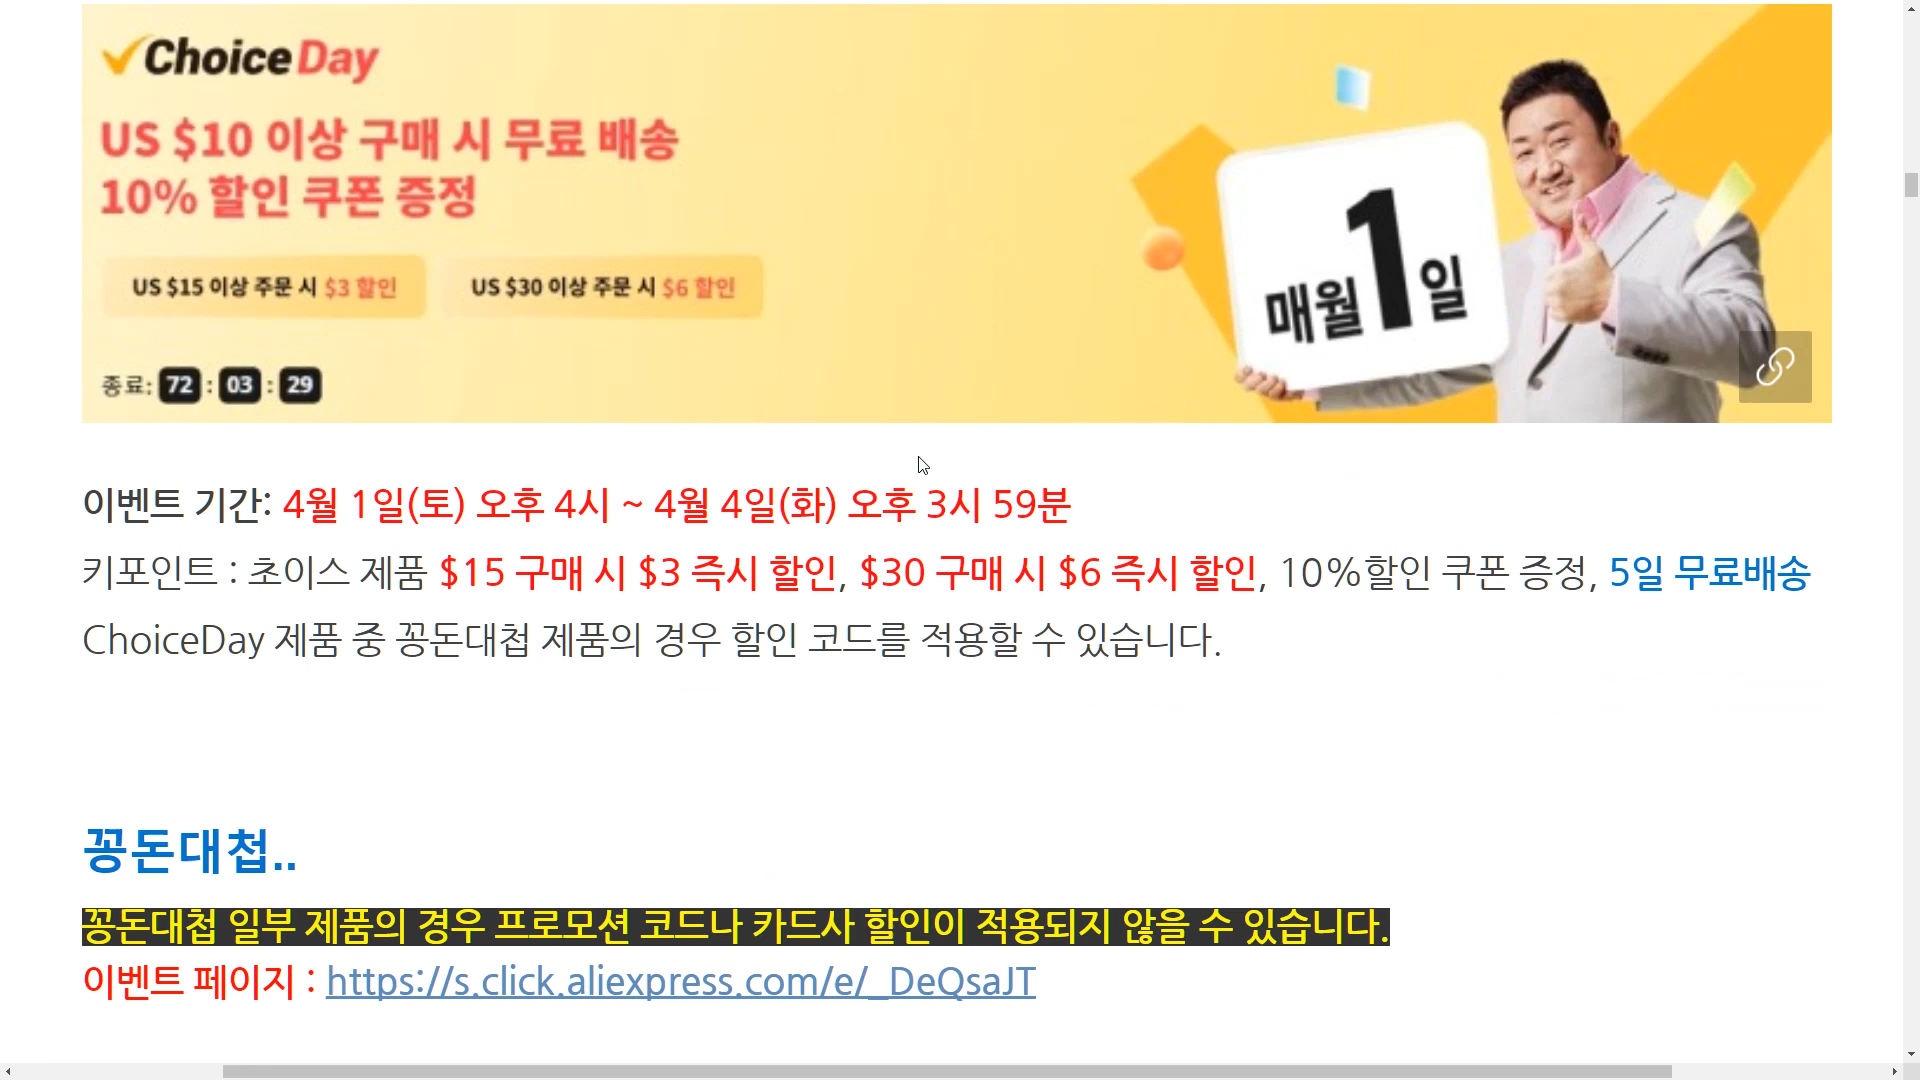 ChoiceDay
US $10 이상 구매 시 무료 배송
10% 할인 쿠폰 증정
US $15 이상 주문 시 $3 할인
US $30 이상 주문 시 $6 할인
종료: 72 : 03 : 29
매월 1일
이벤트 기간: 4월 1일(토) 오후 4시 ~ 4월 4일(화) 오후 3시 59분
키포인트 : 초이스 제품 $15 구매 시 $3 즉시 할인, $30 구매 시 $6 즉시 할인, 10%할인 쿠폰 증정, 5일 무료배송
ChoiceDay 제품 중 꽁돈대첩 제품의 경우 할인 코드를 적용할 수 있습니다.
꽁돈대첩..
꽁돈대첩 일부 제품의 경우 프로모션 코드나 카드사 할인이 적용되지 않을 수 있습니다.
이벤트 페이지 : https://s.click.aliexpress.com/e/_DeQsaJT